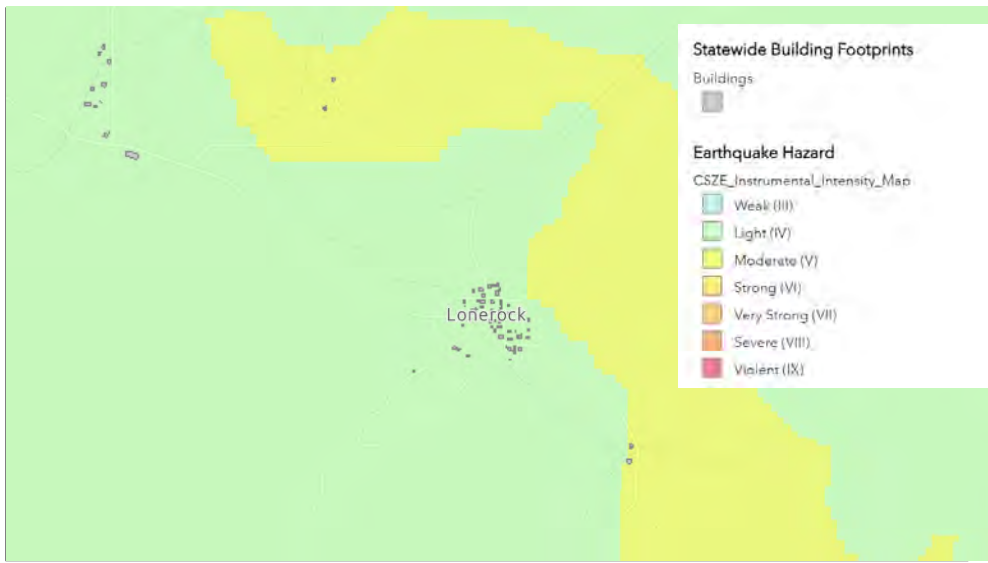 Statewide Building Footprints
Buildings
Earthquake Hazard
CSZE_Instrumental_Intensity_Map
Weak (III)
Light (IV)
Moderate (V)
Strong (VI)
Very Strong (VII)
Severe (VIII)
Violent (IX)
Lonerock